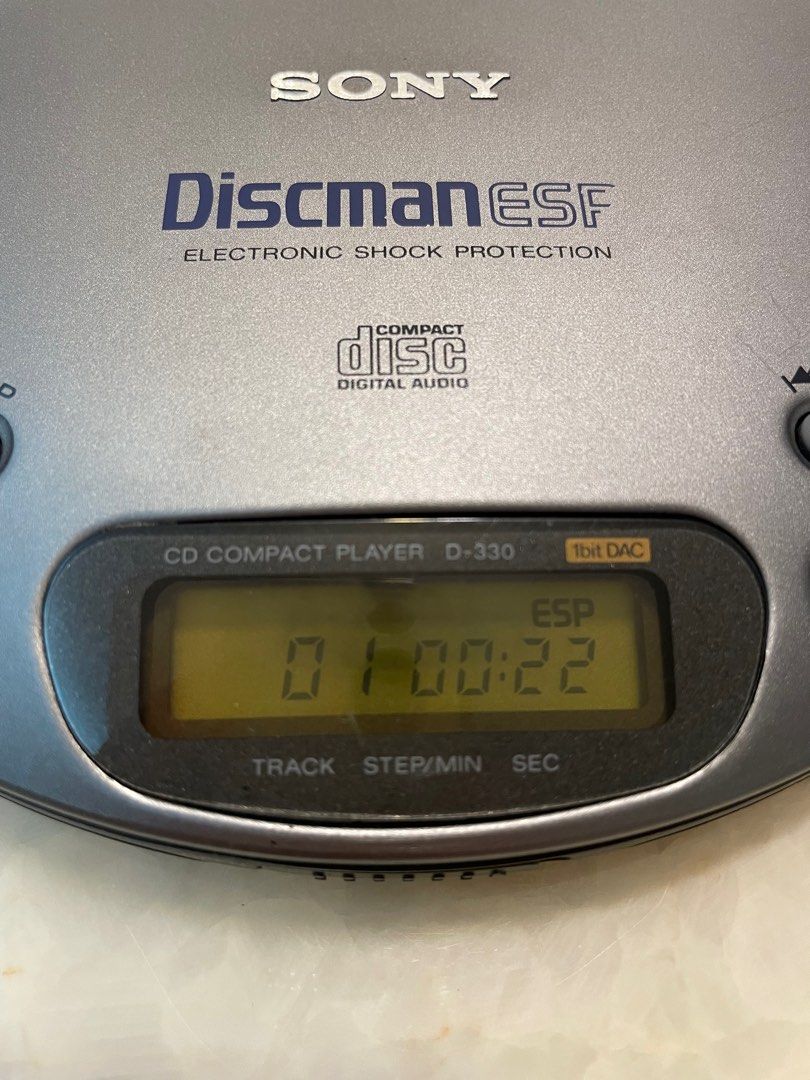 SONY
Discman ESP
ELECTRONIC SHOCK PROTECTION
COMPACT
disc
DIGITAL AUDIO
CD COMPACT PLAYER D-330 1bit DAC
ESP
01 00:22
TRACK STEP/MIN SEC